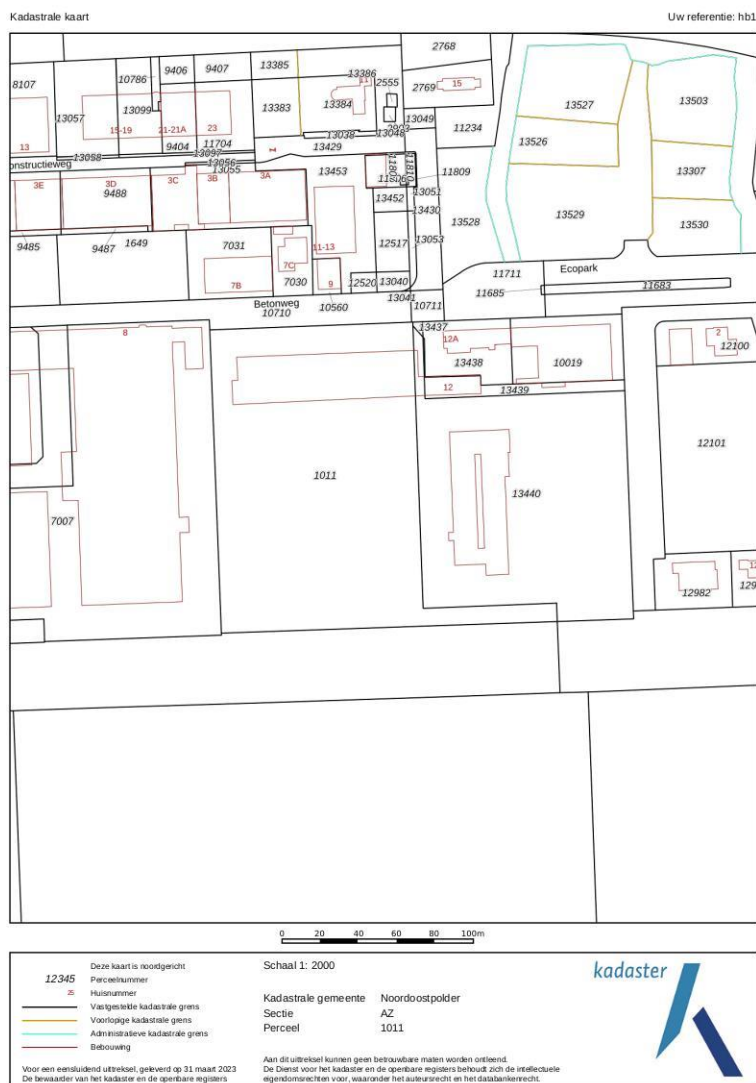 Kadastrale kaart
Uw referentie: hb1
2768
9406
9407
13385
8107
10786
13386
11
2555
2769
15
13527
13503
13057
13099
13383
13384
13049
15-19
21-21A
23
2803
11234
13526
13
9404
11704
13038
13048
13058
13097
1
13429
onstructieweg
13056
13055
13453
11810
11809
13307
3E
3D
3C
3B
3A
9488
13452
13051
13430
13528
13529
13530
9485
9487
1649
7031
11-13
12517
13053
7C
7B
7030
9
12520
13040
11711
Ecopark
11685
11683
Betonweg
10710
10560
13041
10711
8
13437
12A
2
12100
13438
10019
12
13439
12101
1011
13440
7007
12
12982
129
0 20 40 60 80 100m
Deze kaart is noordgericht
12345 Perceelnummer
25 Huisnummer
Vastgestelde kadastrale grens
Voorlopige kadastrale grens
Administratieve kadastrale grens
Bebouwing
Voor een eensluidend uittreksel, geleverd op 31 maart 2023
De bewaarder van het kadaster en de openbare registers
Schaal 1: 2000
Kadastrale gemeente Noordoostpolder
Sectie AZ
Perceel 1011
Aan dit uittreksel kunnen geen betrouwbare maten worden ontleend.
De Dienst voor het kadaster en de openbare registers behoudt zich de intellectuele
eigendomsrechten voor, waaronder het auteursrecht en het databankenrecht.
kadaster